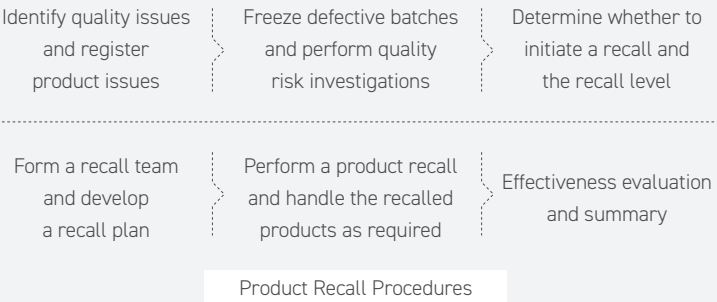 Identify quality issues
and register
product issues
Freeze defective batches
and perform quality
risk investigations
Determine whether to
initiate a recall and
the recall level
Form a recall team
and develop
a recall plan
Perform a product recall
and handle the recalled
products as required
Effectiveness evaluation
and summary
Product Recall Procedures